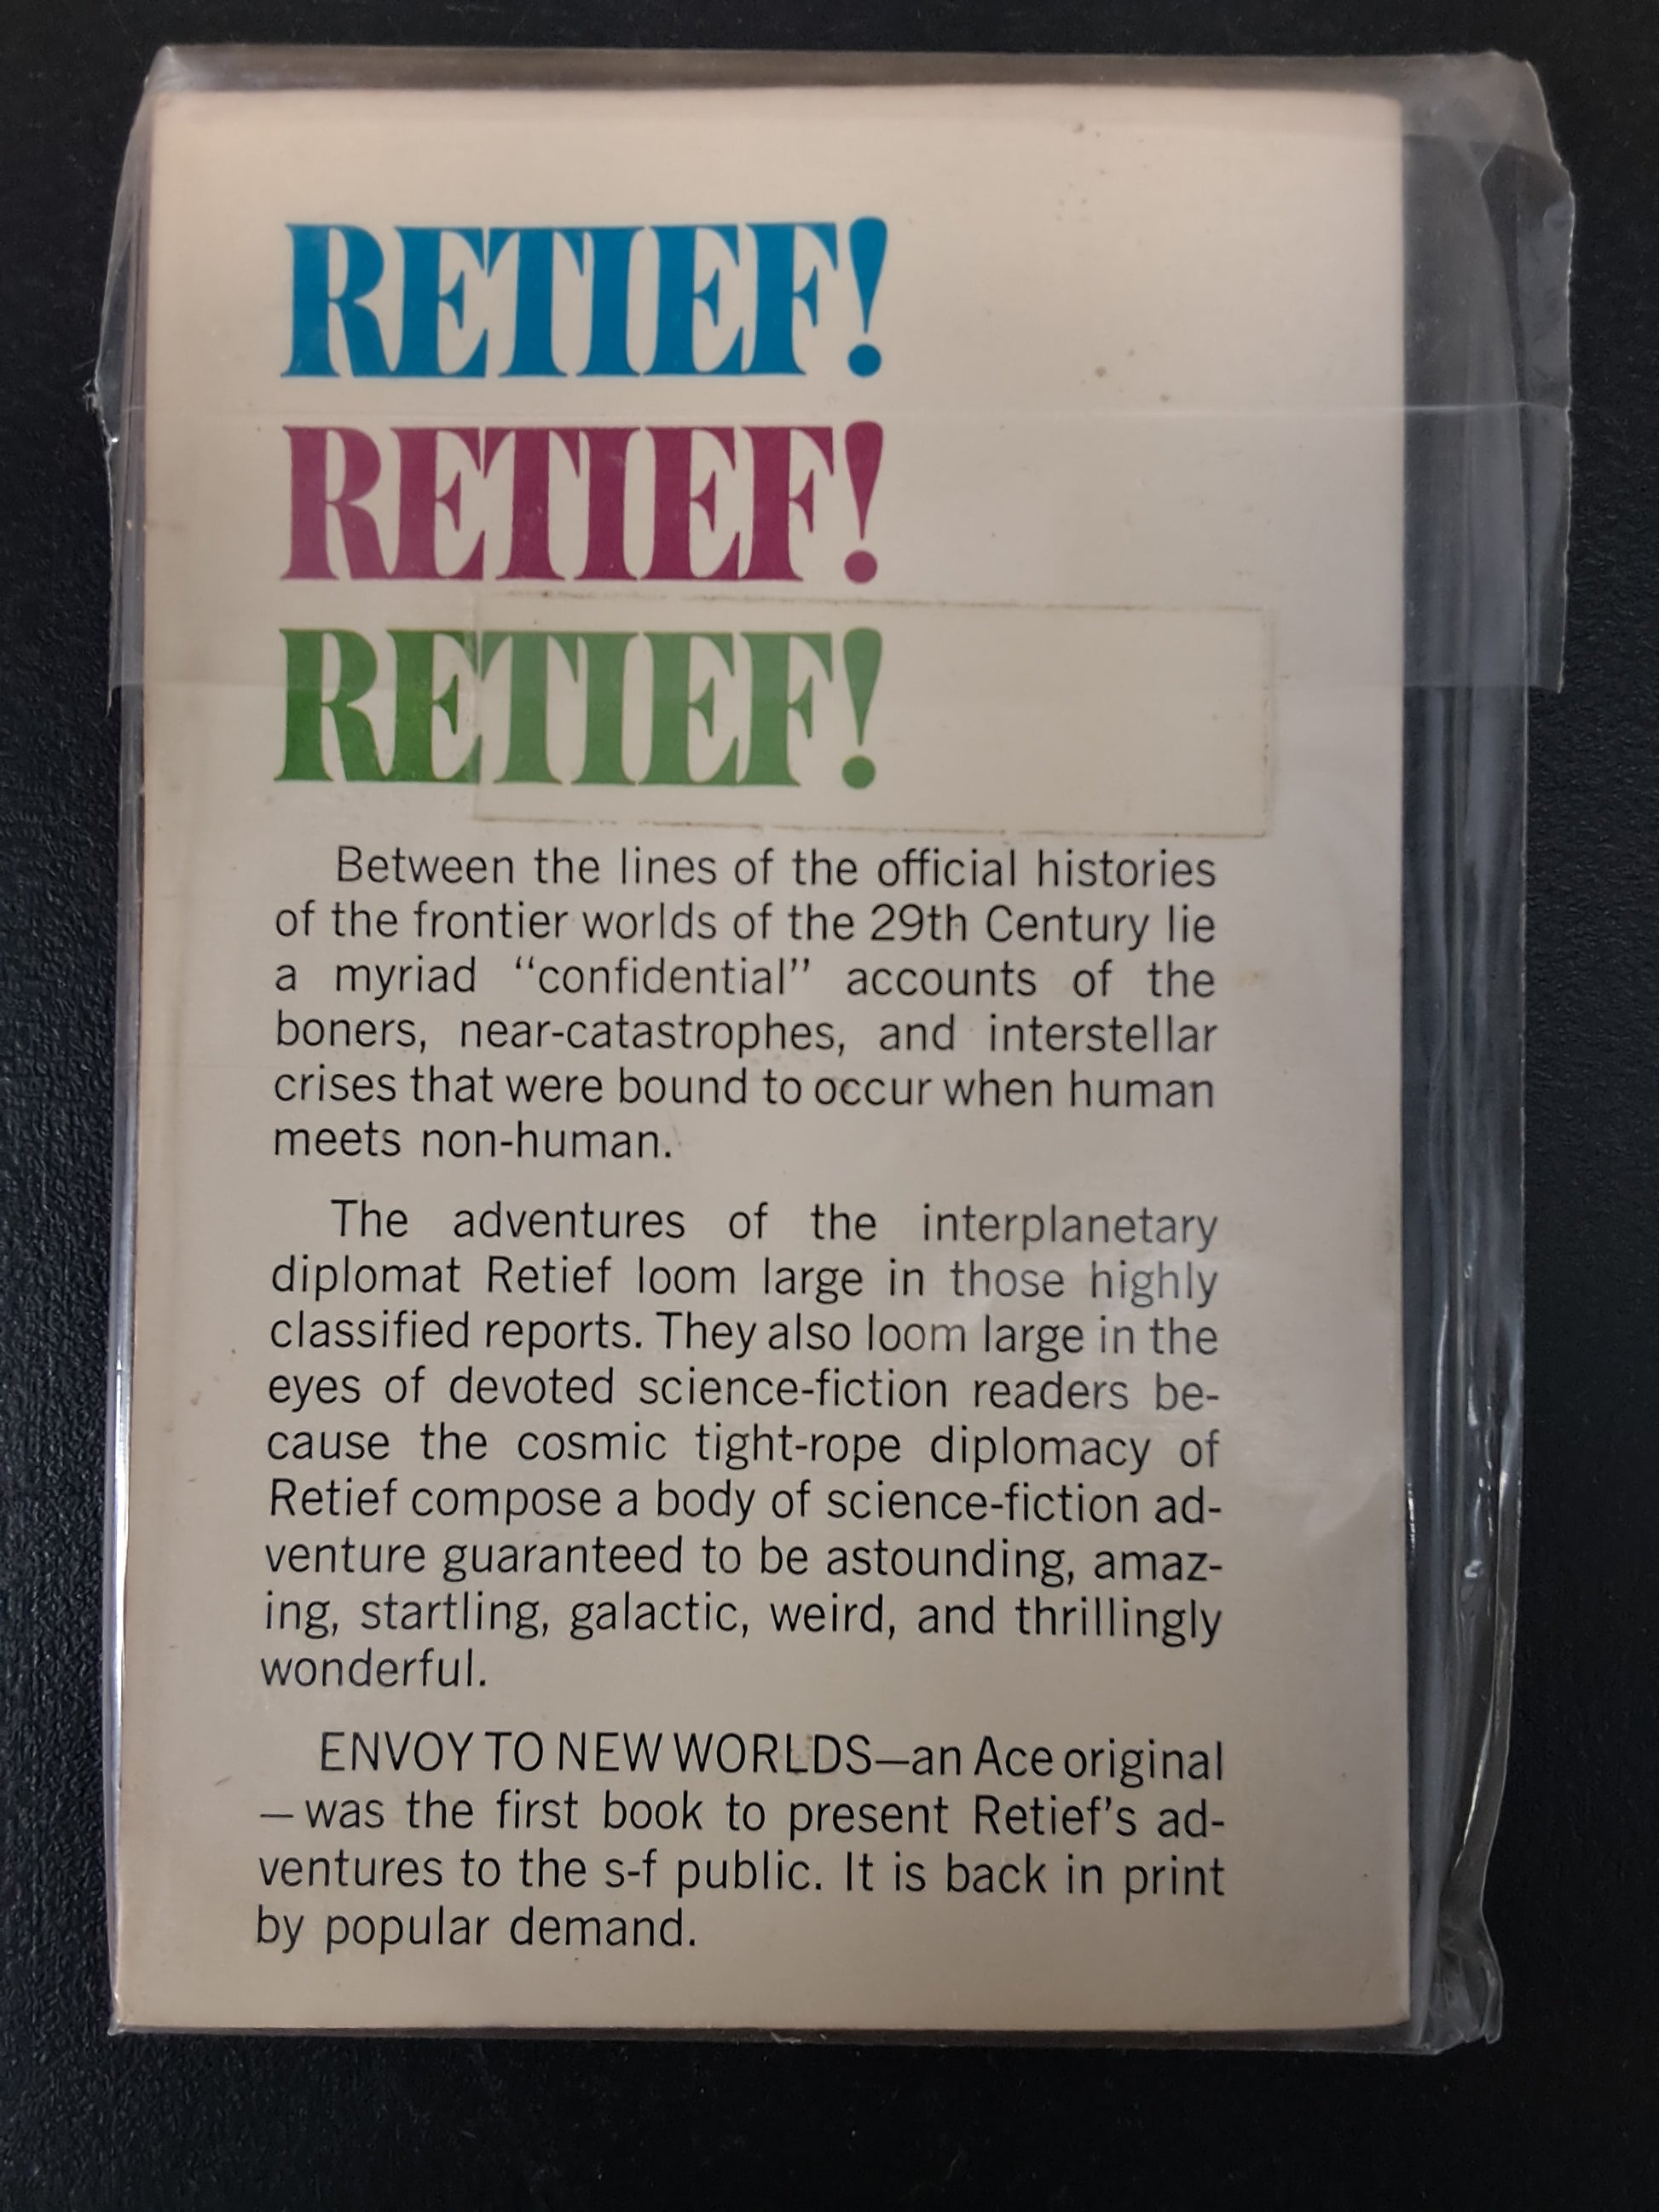 RETIEF!
RETIEF!
RETIEF!
Between the lines of the official histories
of the frontier worlds of the 29th Century lie
a myriad “confidential” accounts of the
boners, near-catastrophes, and interstellar
crises that were bound to occur when human
meets non-human.
The adventures of the interplanetary
diplomat Retief loom large in those highly
classified reports. They also loom large in the
eyes of devoted science-fiction readers be-
cause the cosmic tight-rope diplomacy of
Retief compose a body of science-fiction ad-
venture guaranteed to be astounding, amaz-
ing, startling, galactic, weird, and thrillingly
wonderful.
ENVOY TO NEW WORLDS—an Ace original
—was the first book to present Retief’s ad-
ventures to the s-f public. It is back in print
by popular demand.